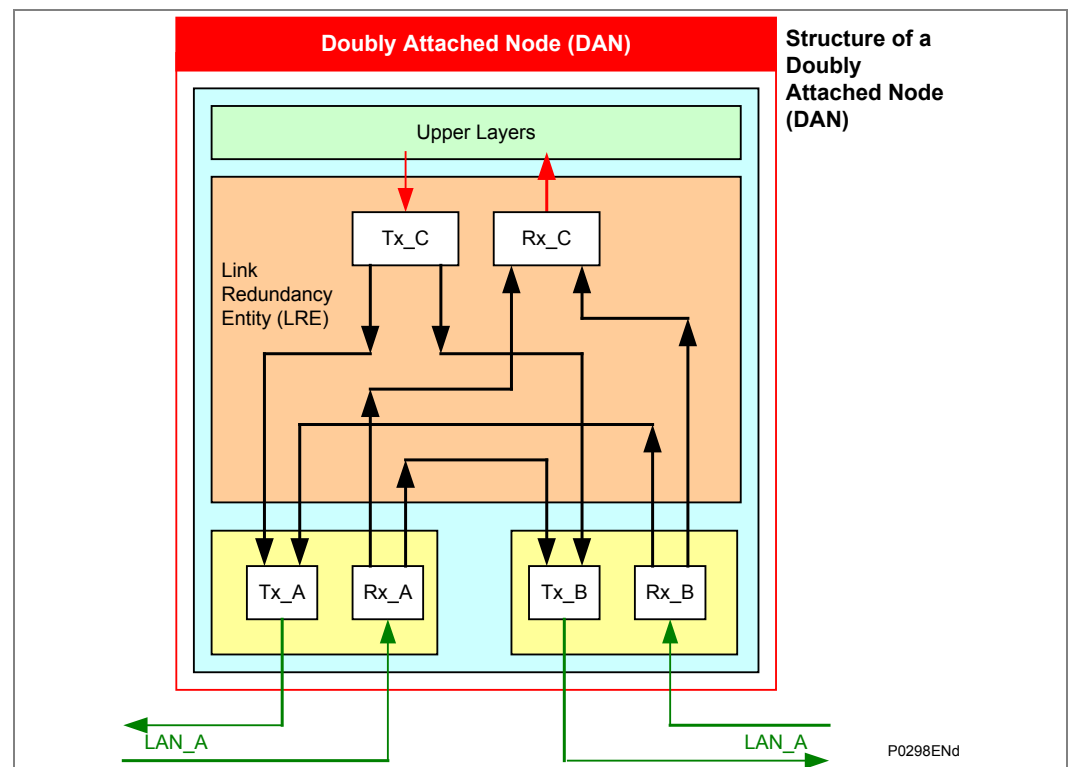 Doubly Attached Node (DAN)
Structure of a
Doubly
Attached Node
(DAN)
Upper Layers
Tx_C
Rx_C
Link
Redundancy
Entity (LRE)
Tx_A
Rx_A
Tx_B
Rx_B
LAN_A
LAN_A
P0298ENd